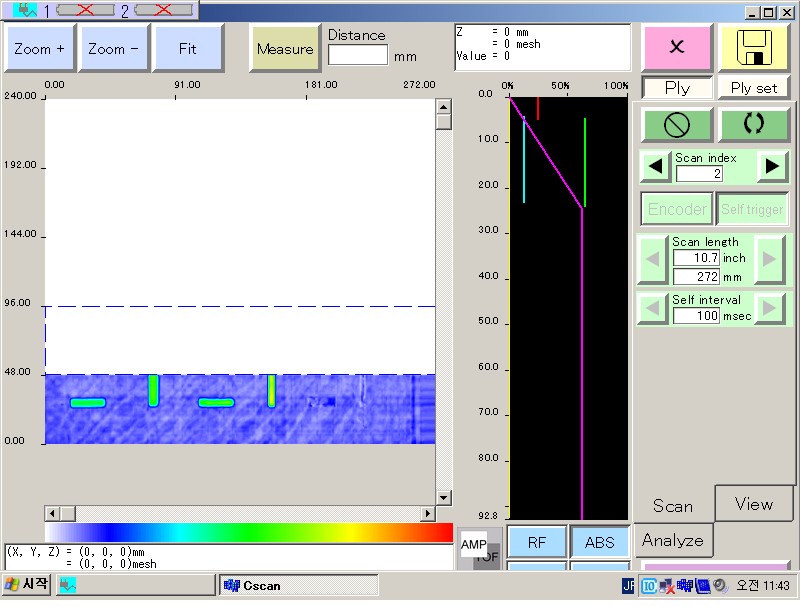 1 2
Zoom + Zoom - Fit Measure
Distance
mm
Z = 0 mm
= 0 mesh
Value = 0
Ply Ply set
0.00 91.00 181.00 272.00
240.00
192.00
144.00
96.00
48.00
0.00
0% 50% 100%
0.0
10.0
20.0
30.0
40.0
50.0
60.0
70.0
80.0
92.8
Scan index
2
Encoder Self trigger
Scan length
10.7 inch
272 mm
Self interval
100 msec
Scan View
Analyze
AMP
TOF
RF ABS
(X, Y, Z) = (0, 0, 0)mm
= (0, 0, 0)mesh
시작 Cscan
오전 11:43